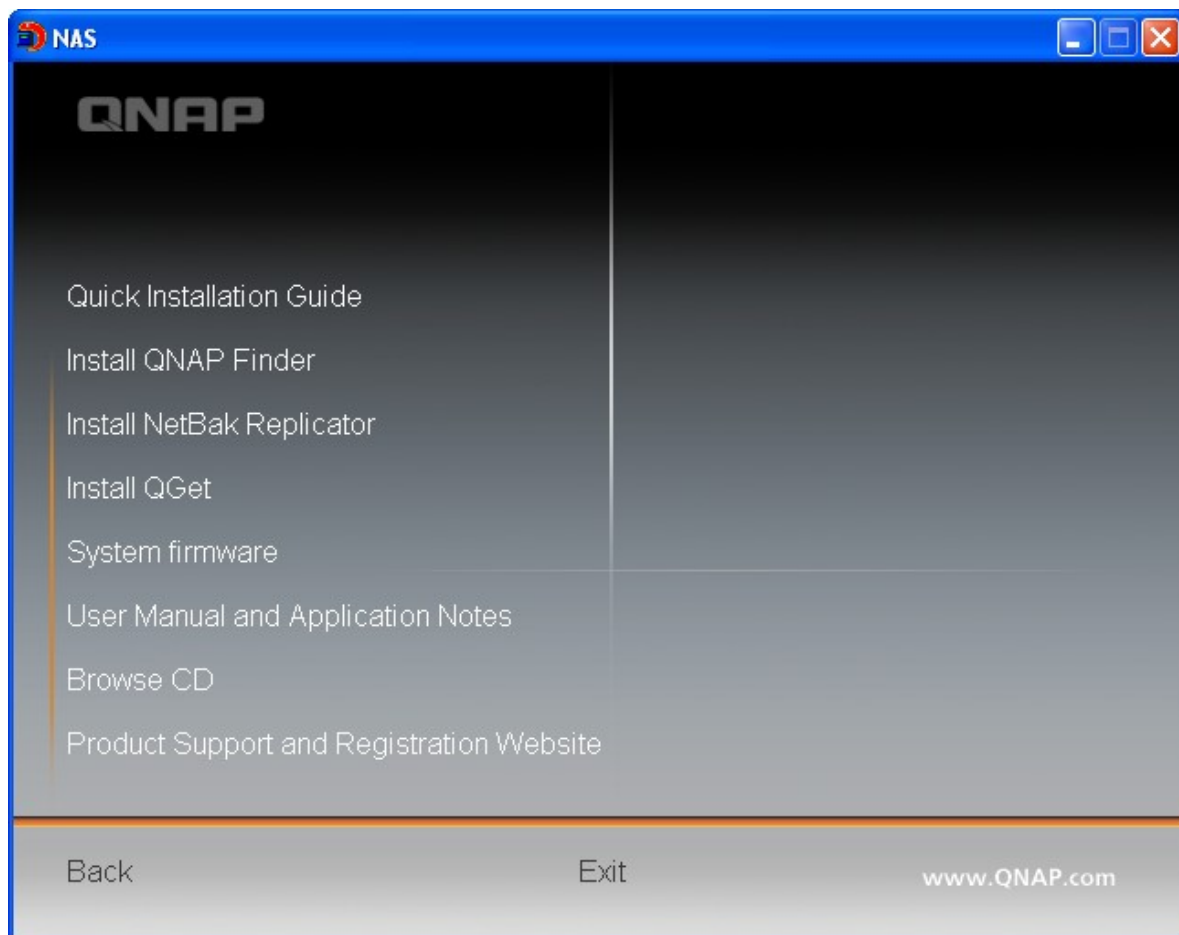 NAS
QNAP
Quick Installation Guide
Install QNAP Finder
Install NetBak Replicator
Install QGet
System firmware
User Manual and Application Notes
Browse CD
Product Support and Registration Website
Back Exit www.QNAP.com